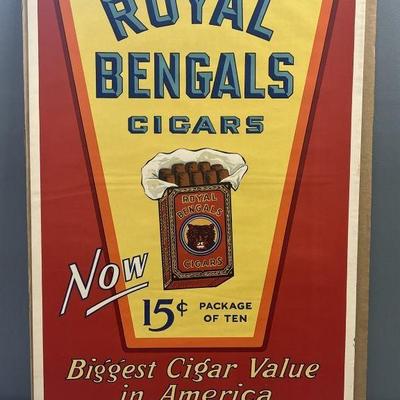 ROYAL
BENGALS
CIGARS
ROYAL
BENGALS
CIGARS
Now
15¢ PACKAGE
OF TEN
Biggest Cigar Value
in America